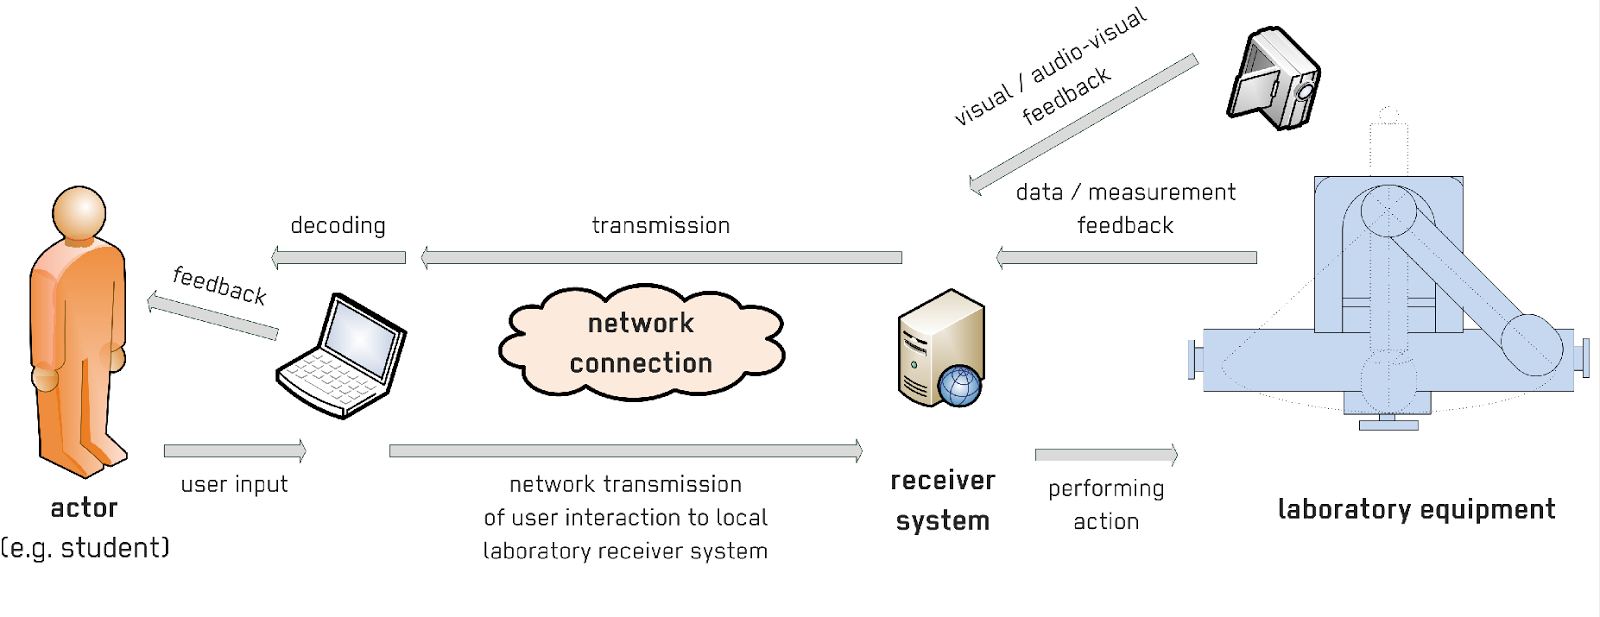 visual / audio-visual
feedback
data / measurement
feedback
decoding
transmission
feedback
network
connection
user input
network transmission
of user interaction to local
laboratory receiver system
receiver
system
performing
action
laboratory equipment
actor
(e.g. student)